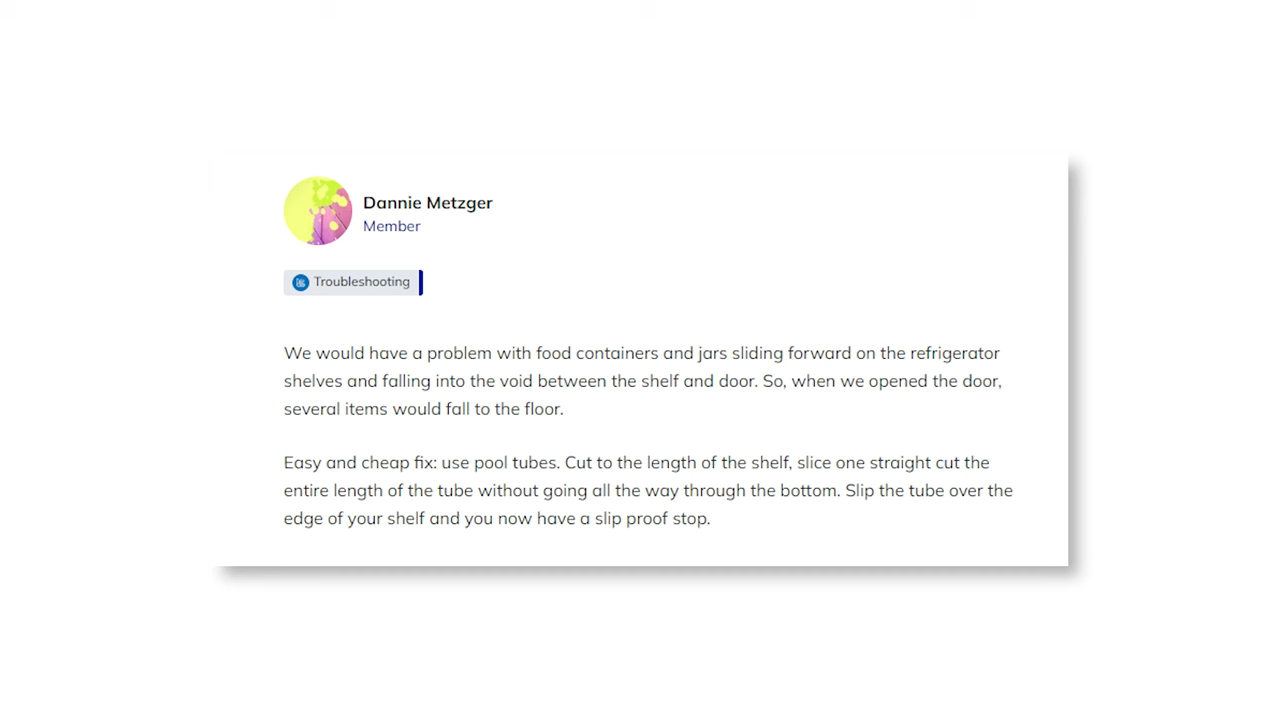 Dannie Metzger
Member
Troubleshooting
We would have a problem with food containers and jars sliding forward on the refrigerator
shelves and falling into the void between the shelf and door. So, when we opened the door,
several items would fall to the floor.
Easy and cheap fix: use pool tubes. Cut to the length of the shelf, slice one straight cut the
entire length of the tube without going all the way through the bottom. Slip the tube over the
edge of your shelf and you now have a slip proof stop.